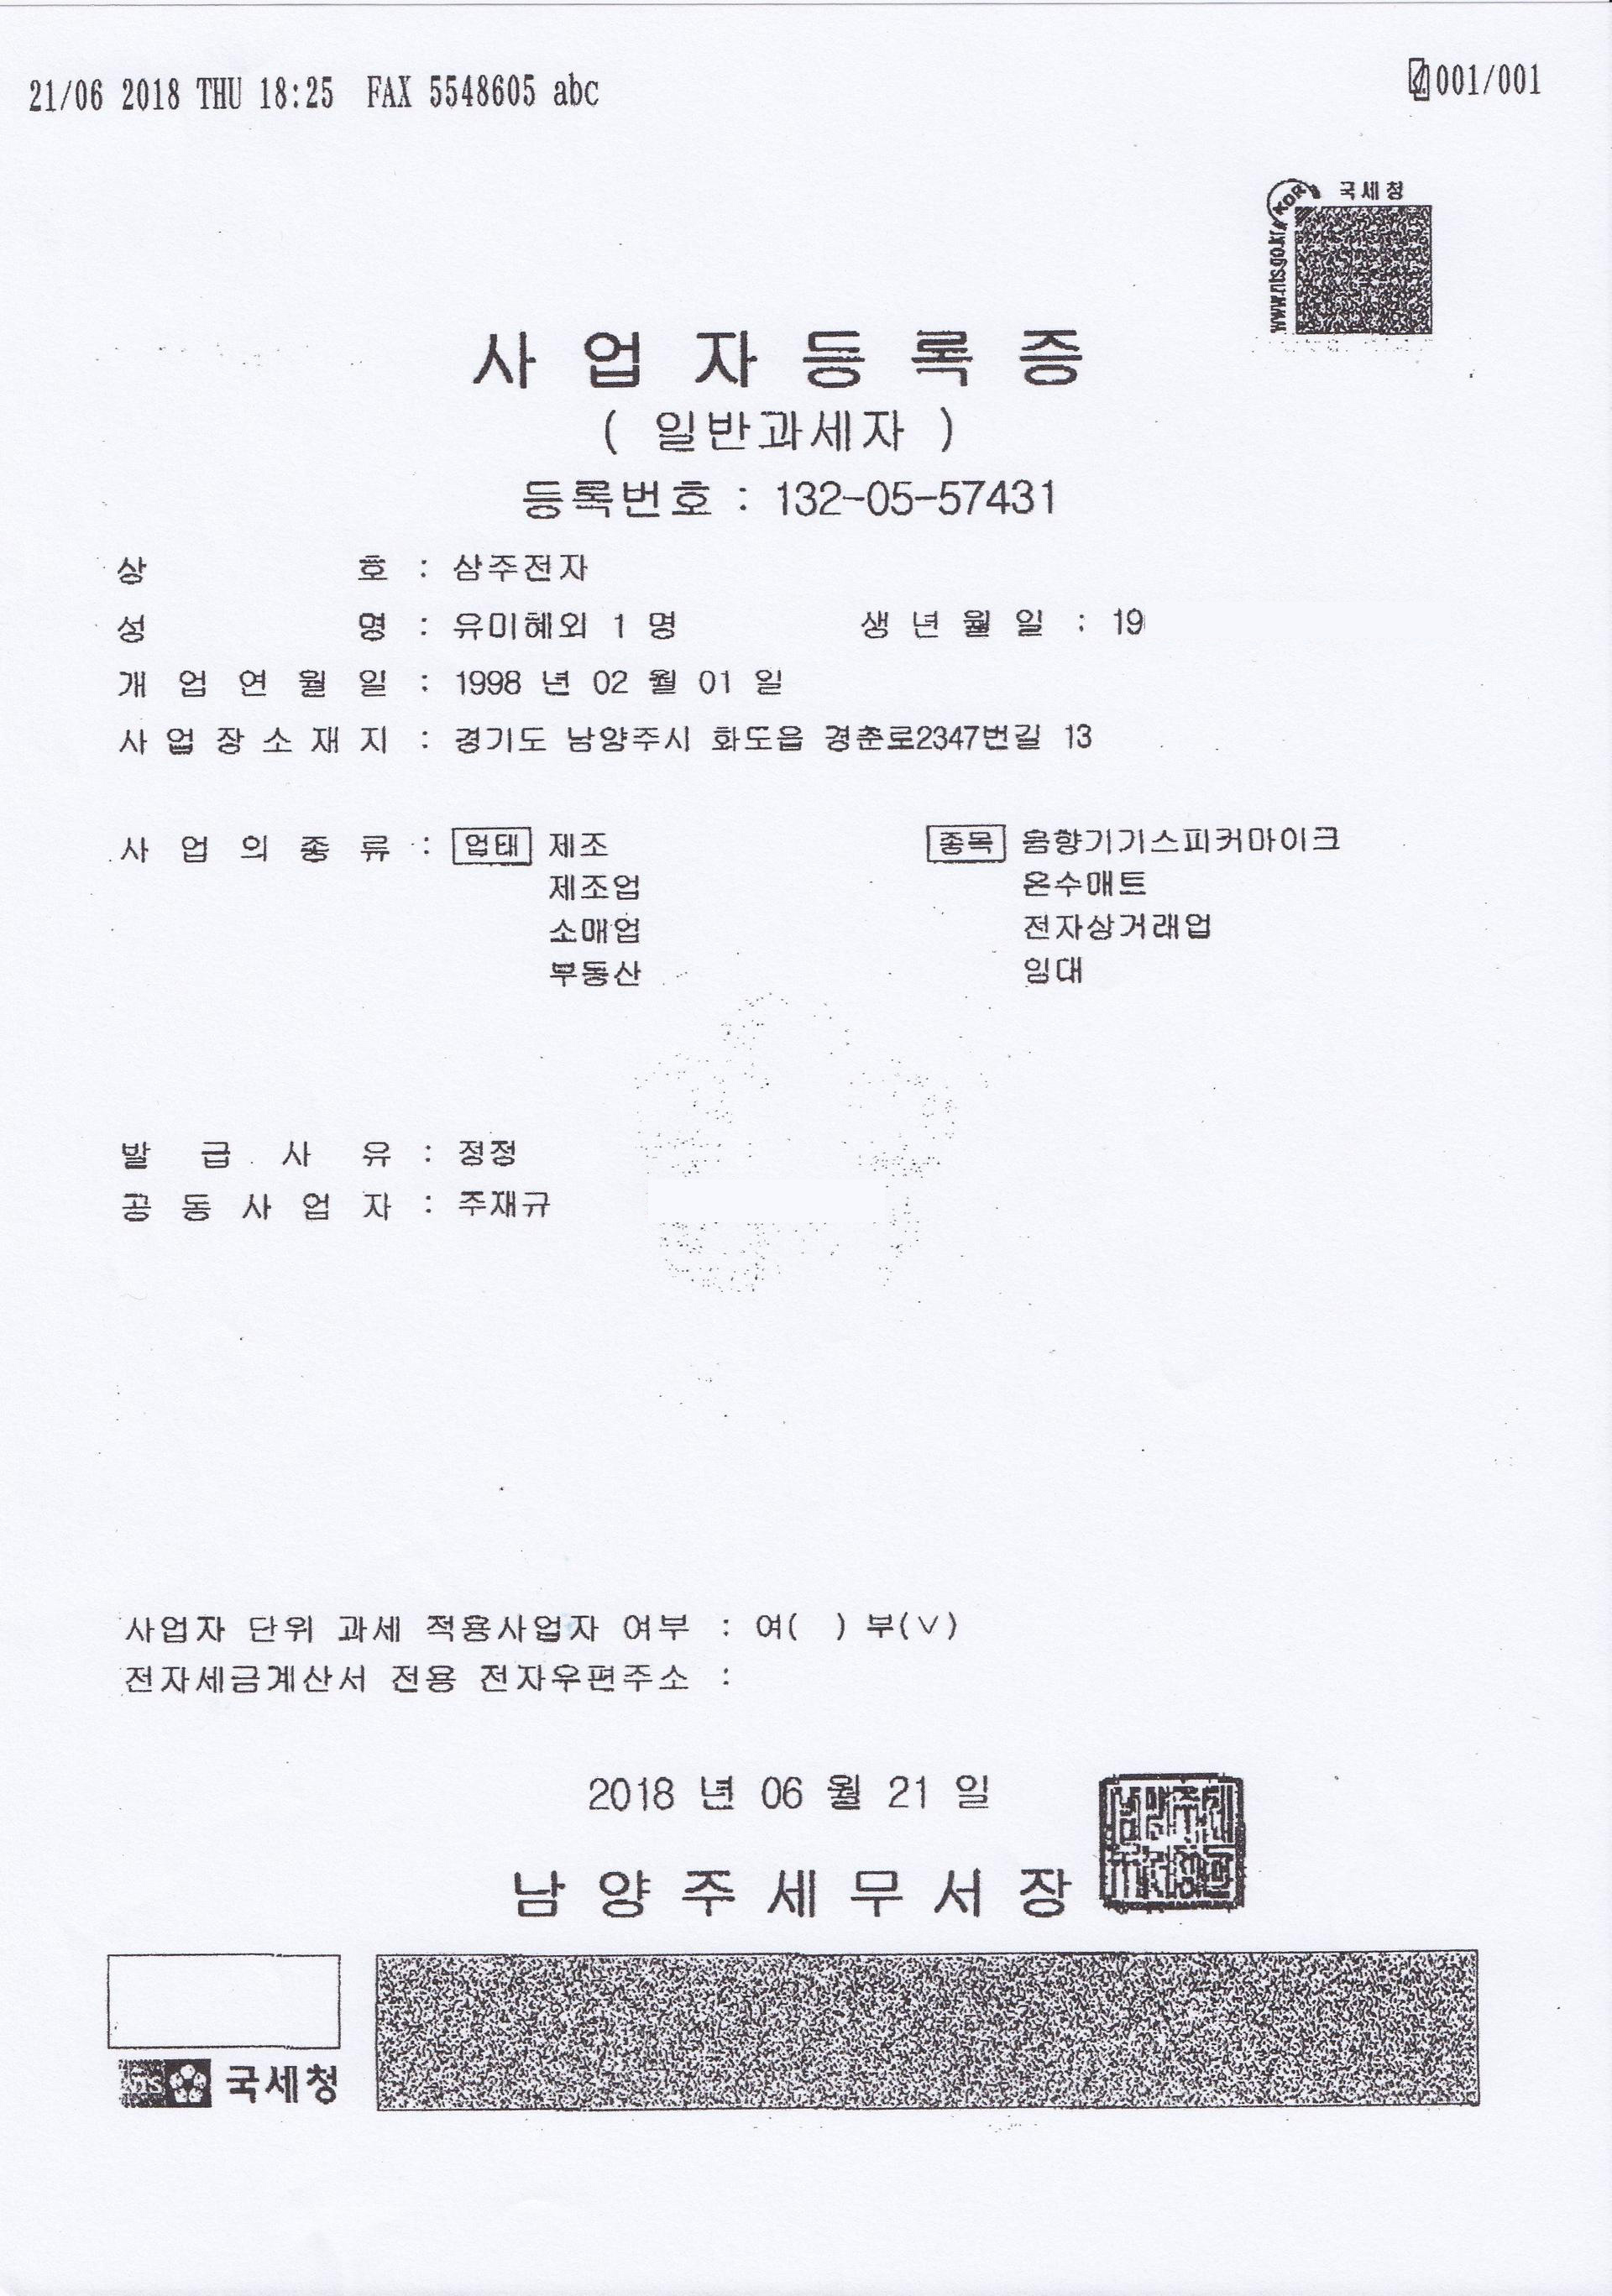 21/06 2018 THU 18:25 FAX 5548605 abc
001/001
KOR 국세청
www.nts.go.kr
사업자등록증
( 일반과세자 )
등록번호 : 132-05-57431
상 호 : 삼주전자
성 명 : 유미혜외 1 명 생 년 월 일 : 19
개 업 연 월 일 : 1998 년 02 월 01 일
사 업 장 소 재 지 : 경기도 남양주시 화도읍 경춘로2347번길 13
사 업 의 종 류 : 업태 제조 종목 음향기기스피커마이크
제조업 온수매트
소매업 전자상거래업
부동산 임대
발 급 사 유 : 정정
공 동 사 업 자 : 주재규
사업자 단위 과세 적용사업자 여부 : 여( ) 부(∨)
전자세금계산서 전용 전자우편주소 :
2018 년 06 월 21 일
남 양 주 세 무 서 장
국세청